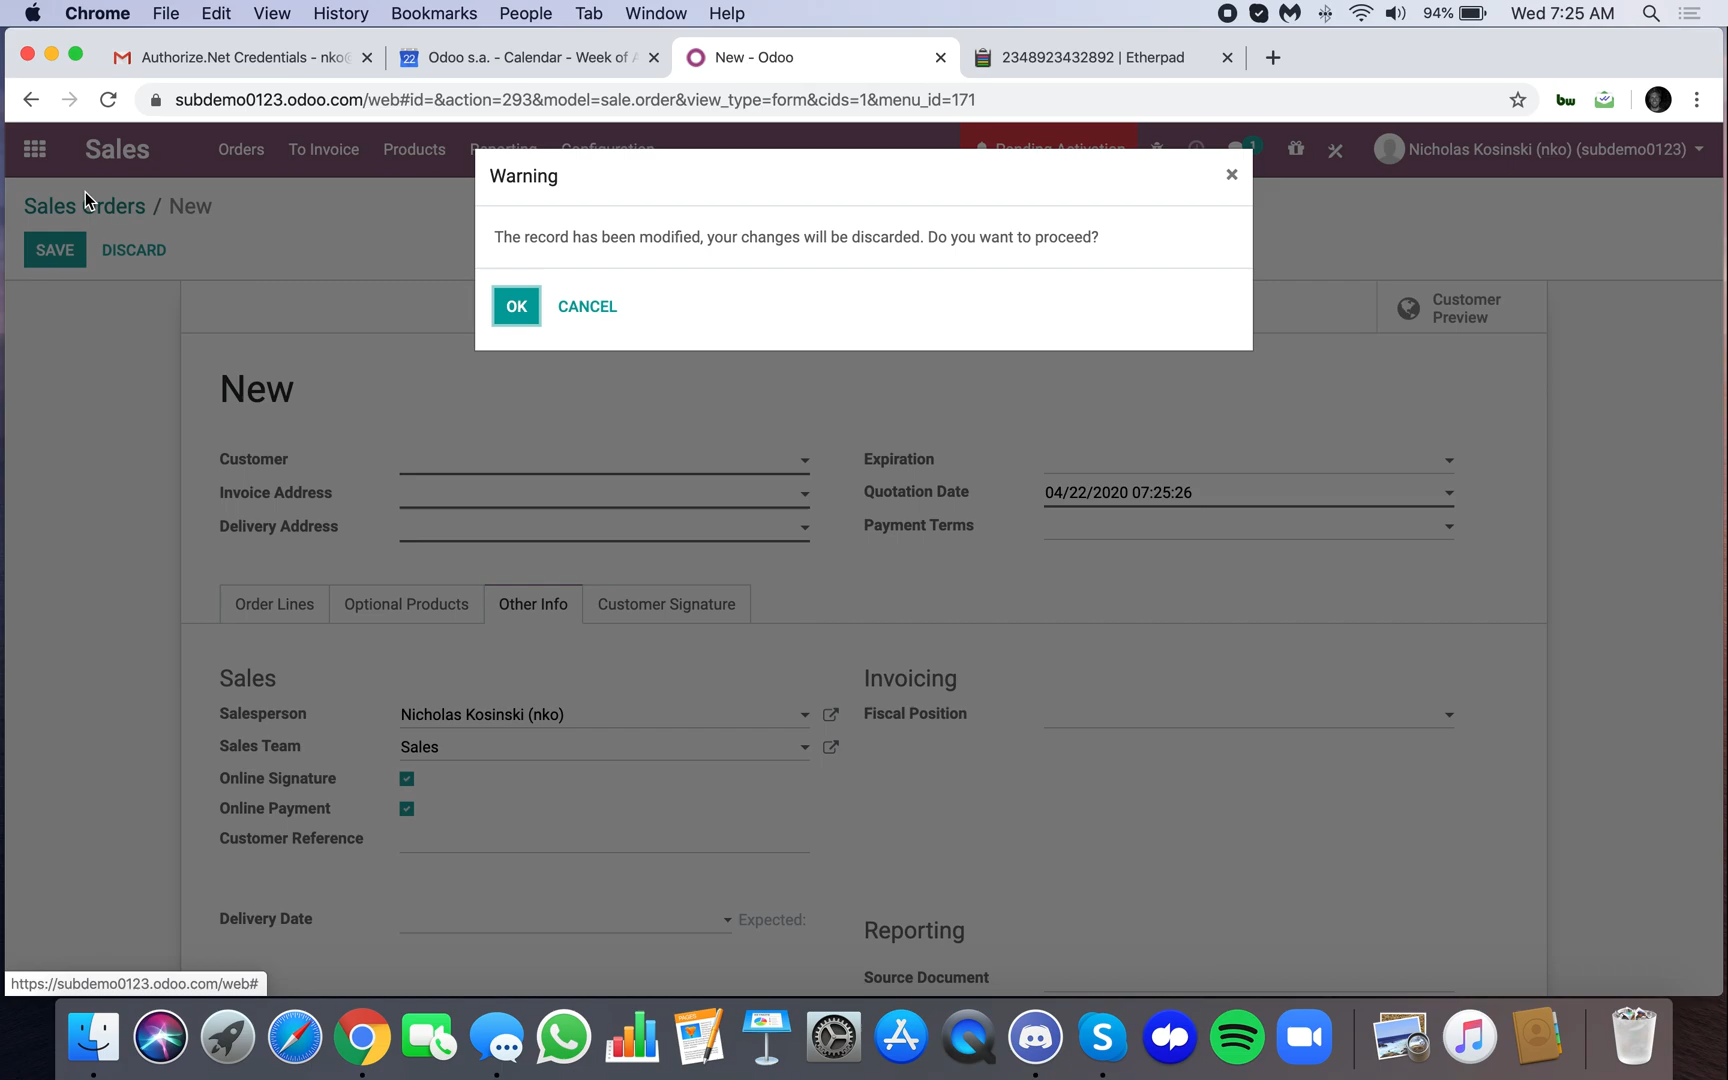 Chrome File Edit View History Bookmarks People Tab Window Help 94% Wed 7:25 AM
Authorize.Net Credentials - nko@
22 Odoo s.a. - Calendar - Week of
New - Odoo
2348923432892 | Etherpad
subdemo0123.odoo.com/web#id=&action=293&model=sale.order&view_type=form&cids=1&menu_id=171 bw
Sales Orders To Invoice Products Reporting Configuration Pending Activation 1 Nicholas Kosinski (nko) (subdemo0123)
Sales Orders / New
SAVE DISCARD
Warning ×
The record has been modified, your changes will be discarded. Do you want to proceed?
OK CANCEL
Customer
Preview
New
Customer
Expiration
Invoice Address
Quotation Date 04/22/2020 07:25:26
Delivery Address
Payment Terms
Order Lines Optional Products Other Info Customer Signature
Sales
Invoicing
Salesperson Nicholas Kosinski (nko)
Fiscal Position
Sales Team Sales
Online Signature
Online Payment
Customer Reference
Delivery Date Expected:
Reporting
Source Document
https://subdemo0123.odoo.com/web#
PAGES